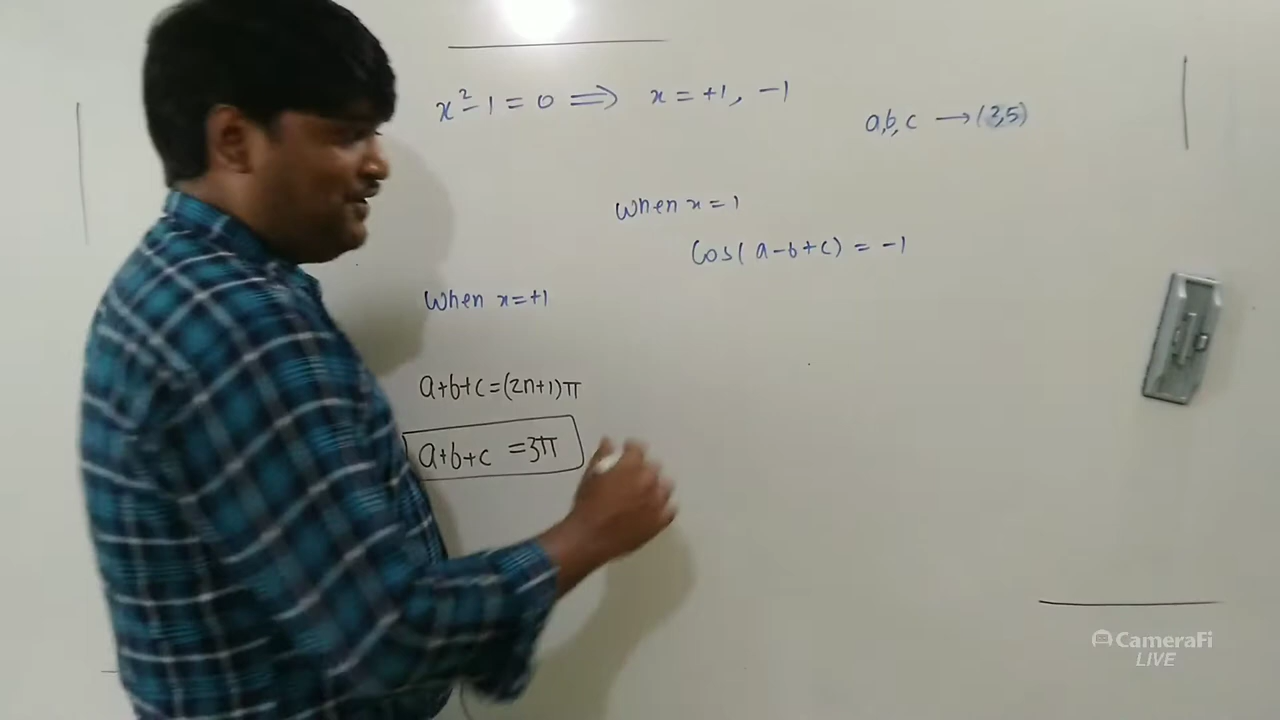 x²-1 = 0 ⟹ x = +1, -1
a,b,c → (3,5)
When x = 1
Cos( a-b+c) = -1
When x = +1
a+b+c = (2n+1)π
a+b+c = 3π
CameraFi
LIVE